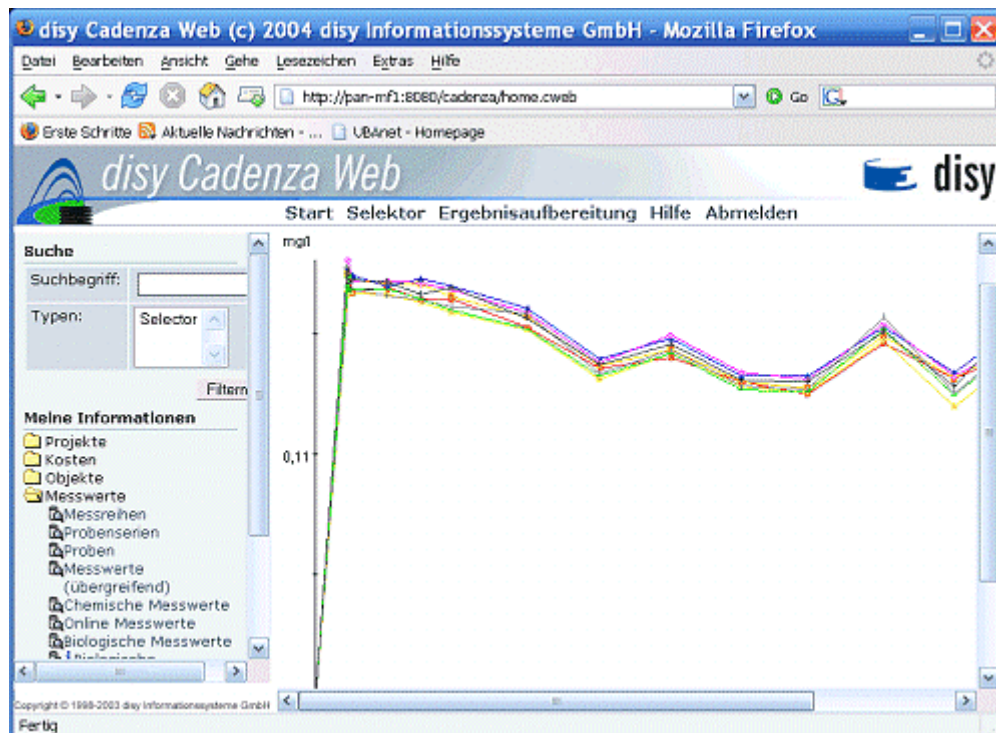 disy Cadenza Web (c) 2004 disy Informationssysteme GmbH - Mozilla Firefox
Datei Bearbeiten Ansicht Gehe Lesezeichen Extras Hilfe
http://pan-mf1:8080/cadenza/home.cweb Go G
Erste Schritte Aktuelle Nachrichten - ... UBAnet - Homepage
disy Cadenza Web disy
Start Selektor Ergebnisaufbereitung Hilfe Abmelden
Suche
Suchbegriff:
Typen: Selector
Filtern
Meine Informationen
Projekte
Kosten
Objekte
Messwerte
Messreihen
Probenserien
Proben
Messwerte
(übergreifend)
Chemische Messwerte
Online Messwerte
Biologische Messwerte
mg/l
0,11
Copyright © 1998-2003 disy Informationssysteme GmbH
Fertig